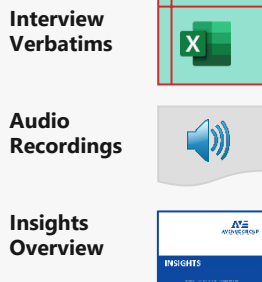 Interview
Verbatims
X
Audio
Recordings
Insights
Overview
INSIGHTS